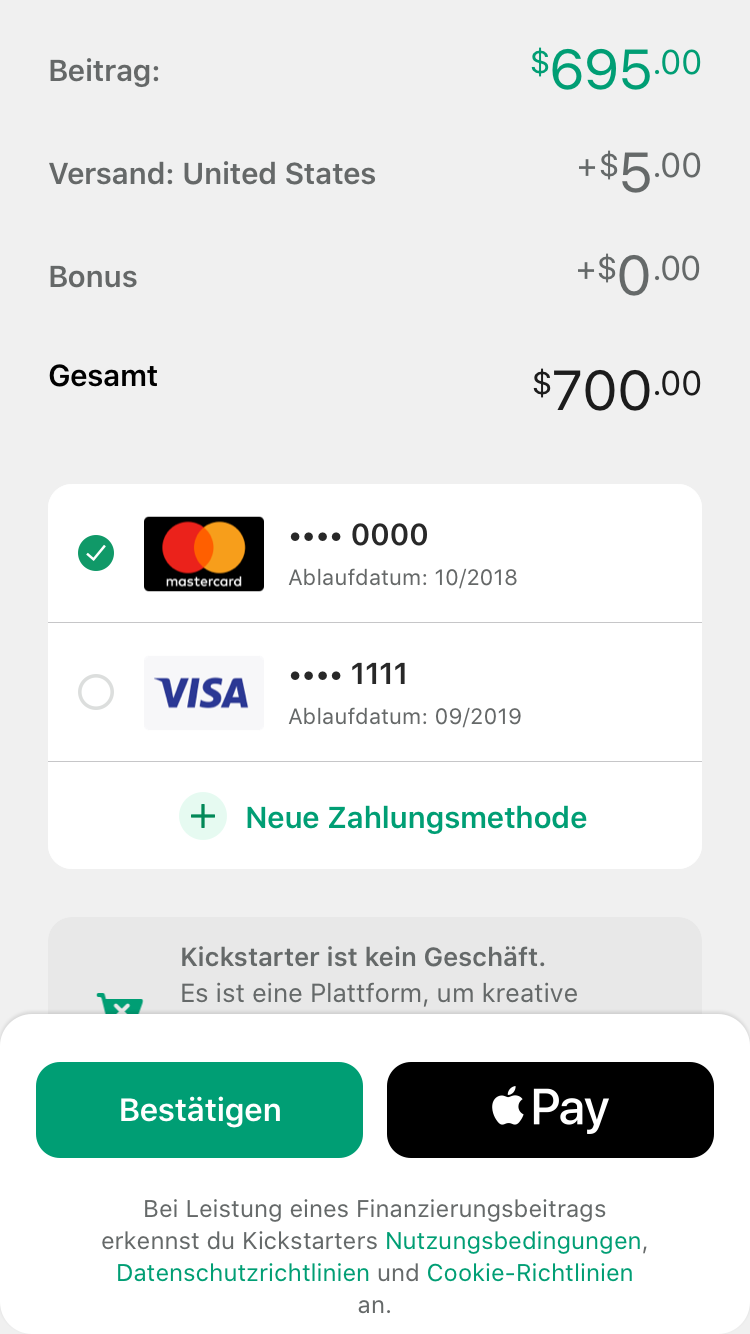 Beitrag: $695.00
Versand: United States +$5.00
Bonus +$0.00
Gesamt $700.00
mastercard
•••• 0000
Ablaufdatum: 10/2018
VISA
•••• 1111
Ablaufdatum: 09/2019
+ Neue Zahlungsmethode
Kickstarter ist kein Geschäft.
Es ist eine Plattform, um kreative
Bestätigen
Pay
Bei Leistung eines Finanzierungsbeitrags
erkennst du Kickstarters Nutzungsbedingungen,
Datenschutzrichtlinien und Cookie-Richtlinien
an.